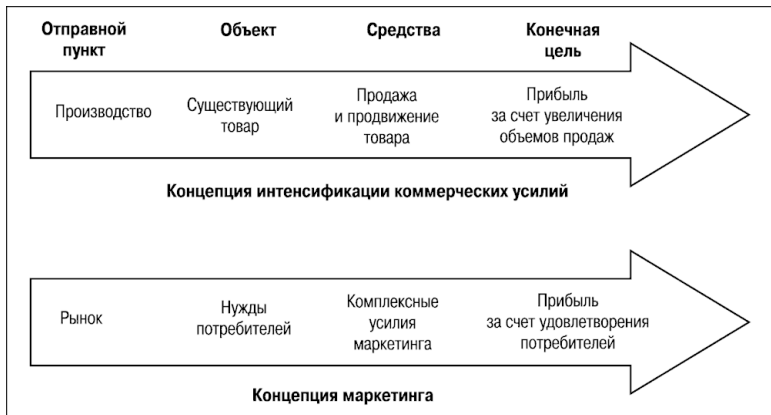 Отправной
пункт
Объект
Средства
Конечная
цель
Производство
Существующий
товар
Продажа
и продвижение
товара
Прибыль
за счет увеличения
объемов продаж
Концепция интенсификации коммерческих усилий
Рынок
Нужды
потребителей
Комплексные
усилия
маркетинга
Прибыль
за счет удовлетворения
потребителей
Концепция маркетинга